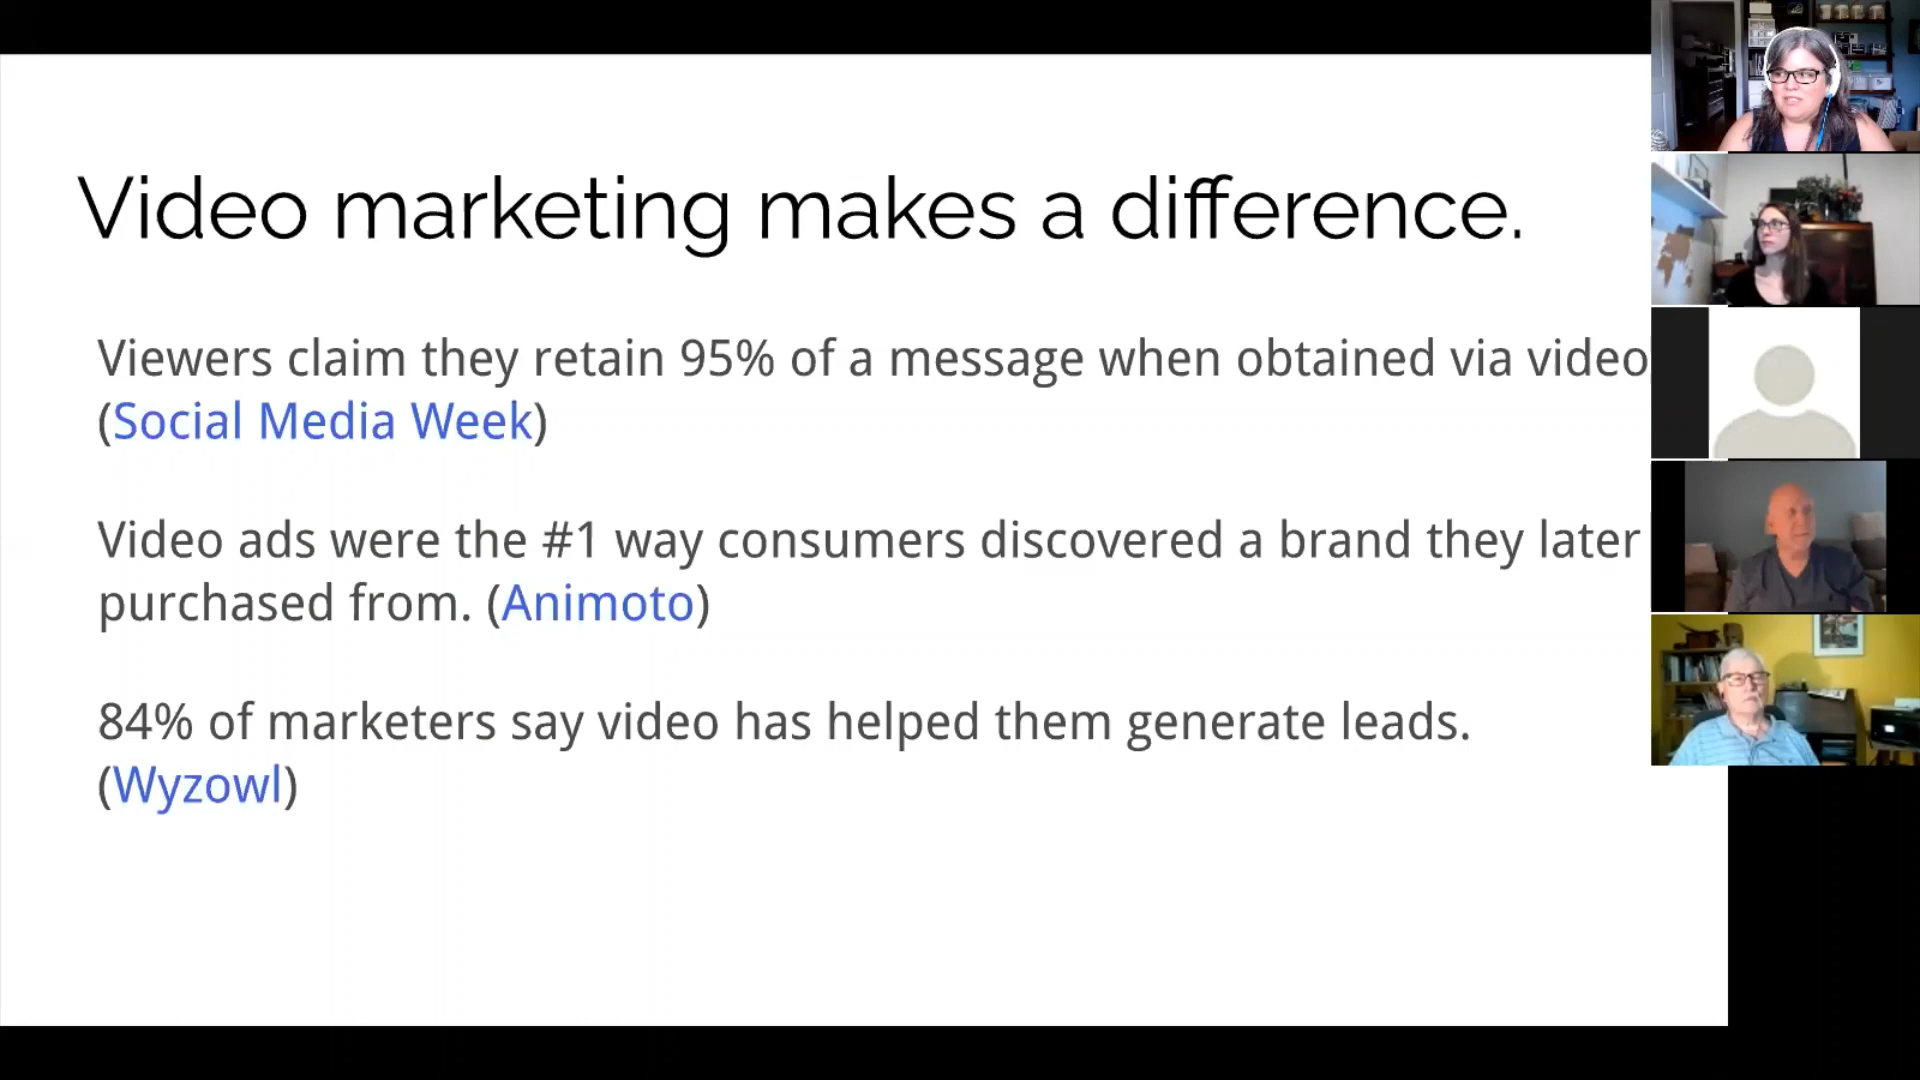 Video marketing makes a difference.
Viewers claim they retain 95% of a message when obtained via video
(Social Media Week)
Video ads were the #1 way consumers discovered a brand they later
purchased from. (Animoto)
84% of marketers say video has helped them generate leads.
(Wyzowl)